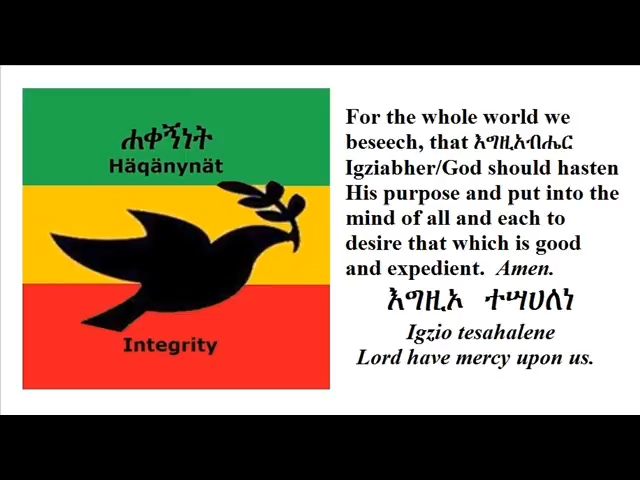 ሐቀኝነት
Häqänynät
Integrity
For the whole world we
beseech, that እግዚአብሔር
Igziabher/God should hasten
His purpose and put into the
mind of all and each to
desire that which is good
and expedient. Amen.
እግዚኦ ተሣሀለነ
Igzio tesahalene
Lord have mercy upon us.